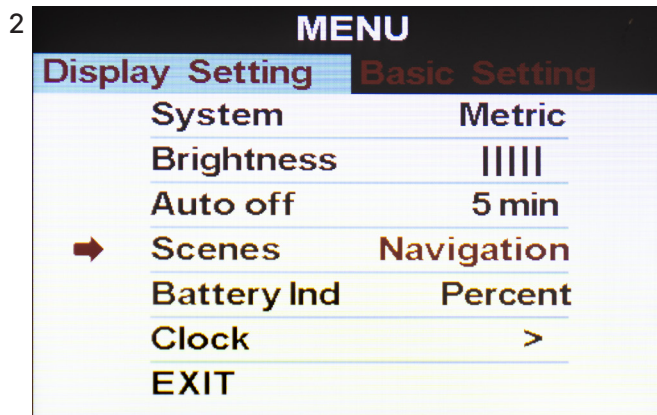 2
MENU
Display Setting Basic Setting
System Metric
Brightness |||||
Auto off 5 min
Scenes Navigation
Battery Ind Percent
Clock >
EXIT